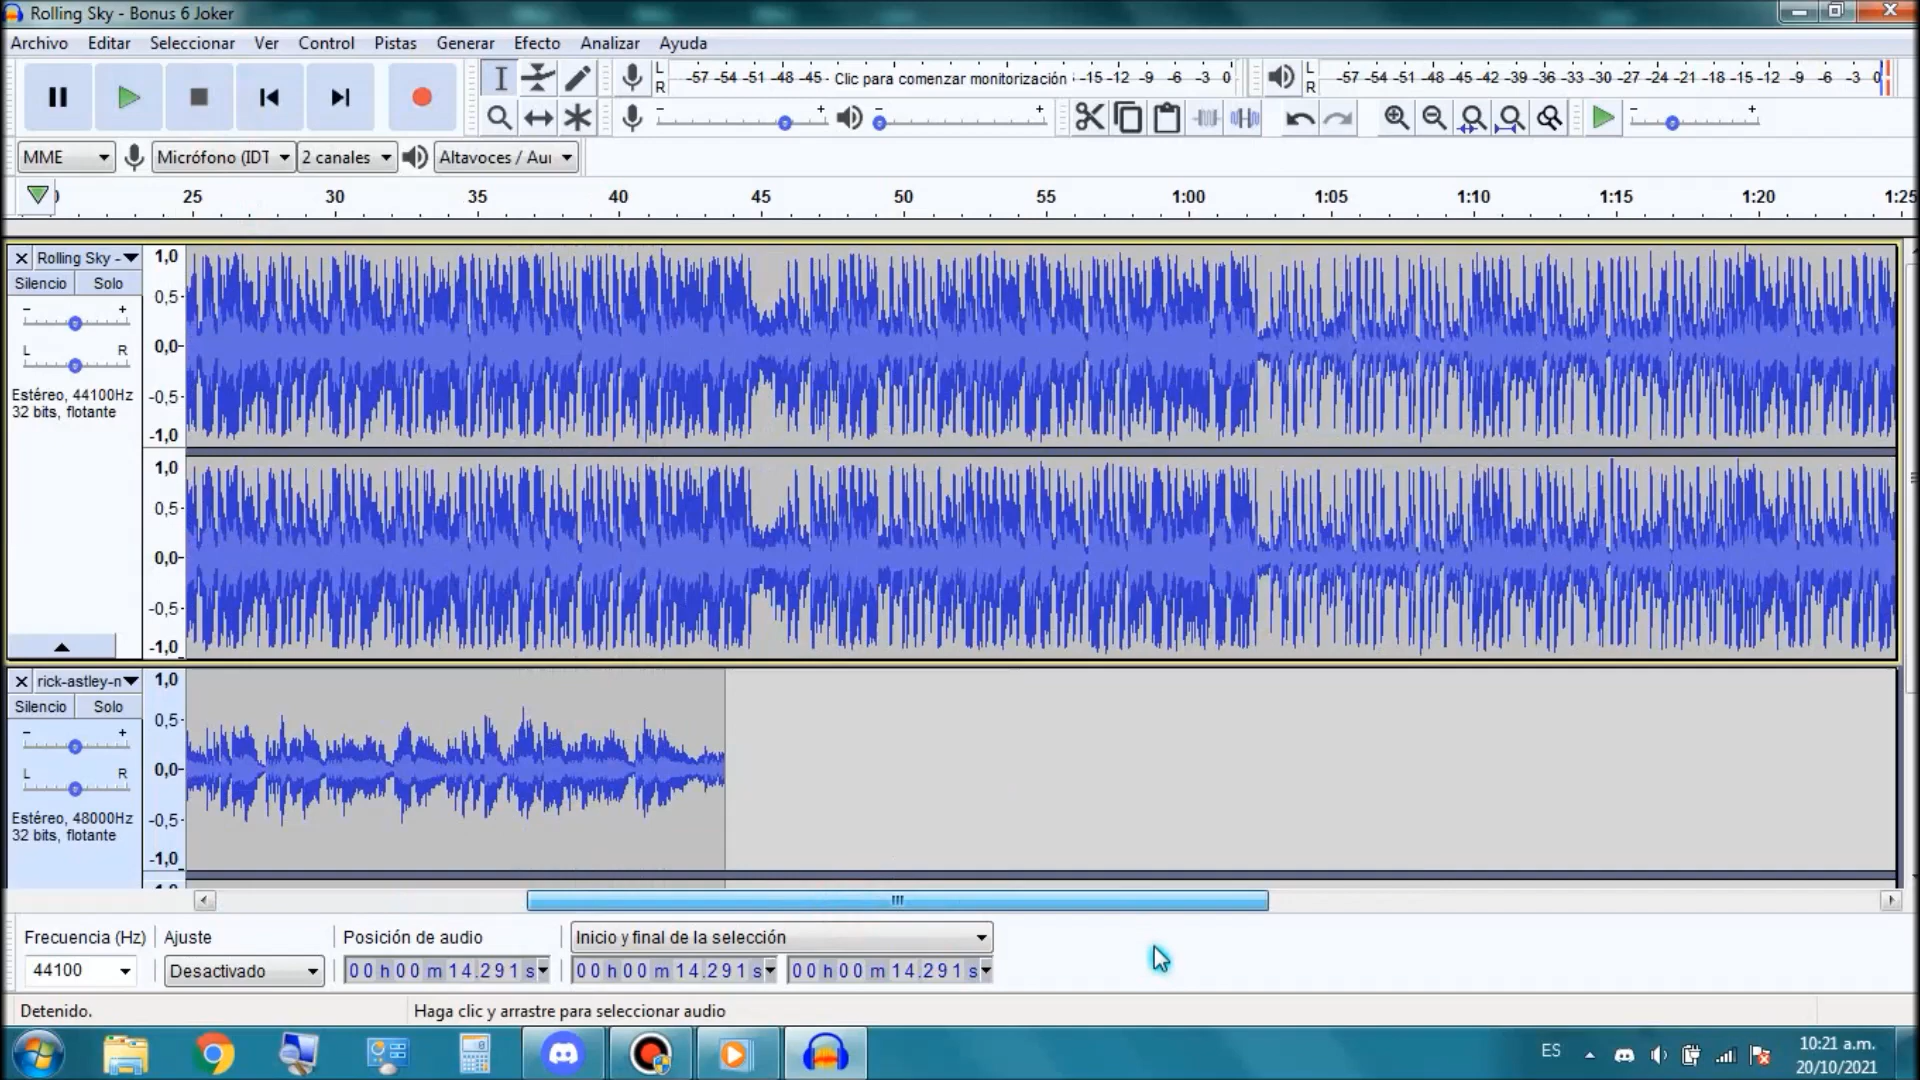 Rolling Sky - Bonus 6 Joker
Archivo Editar Seleccionar Ver Control Pistas Generar Efecto Analizar Ayuda
L R -57 -54 -51 -48 -45 - Clic para comenzar monitorización -15 -12 -9 -6 -3 0 L R -57 -54 -51 -48 -45 -42 -39 -36 -33 -30 -27 -24 -21 -18 -15 -12 -9 -6 -3 0
- + - + - +
MME Micrófono (IDT 2 canales Altavoces / Au
25 30 35 40 45 50 55 1:00 1:05 1:10 1:15 1:20 1:25
Rolling Sky - 1,0
Silencio Solo
0,5
- +
0,0
L R
Estéreo, 44100Hz
-0,5
32 bits, flotante
-1,0
1,0
0,5
0,0
-0,5
-1,0
rick-astley-n 1,0
Silencio Solo
0,5
- +
0,0
L R
Estéreo, 48000Hz
-0,5
32 bits, flotante
-1,0
Frecuencia (Hz) Ajuste Posición de audio Inicio y final de la selección
44100 Desactivado 00 h 00 m 14.291 s 00 h 00 m 14.291 s 00 h 00 m 14.291 s
Detenido. Haga clic y arrastre para seleccionar audio
ES 10:21 a.m.
20/10/2021